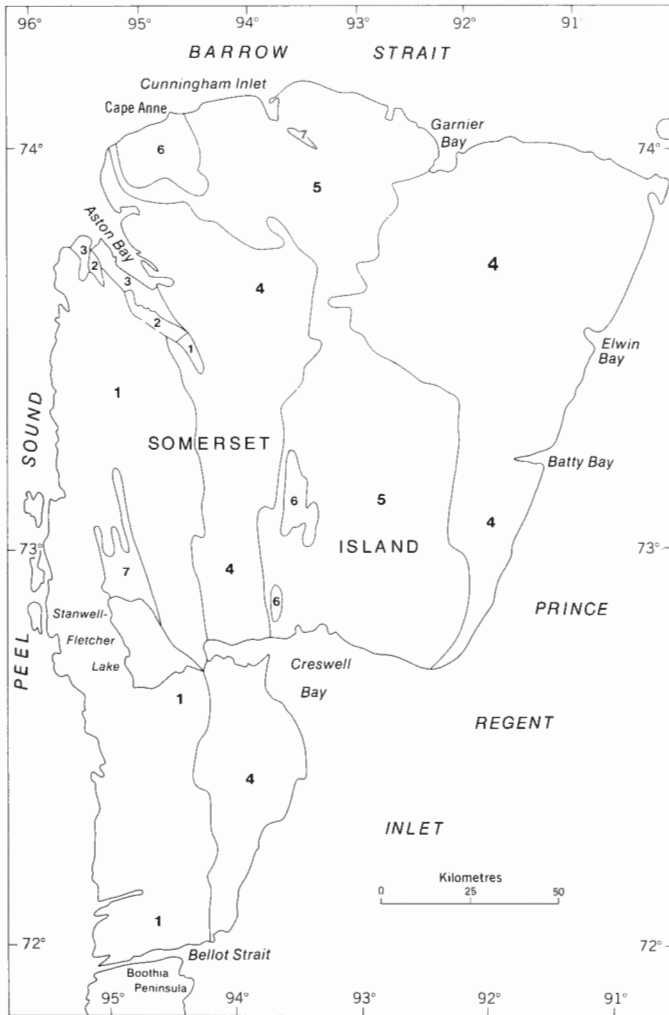 96° 95° 94° 93° 92° 91°
BARROW STRAIT
Cunningham Inlet
Cape Anne
Garnier
Bay
74° 74°
7
6
5
Aston Bay
3
2
3
4
4
2
1
Elwin
Bay
1
PEEL SOUND
SOMERSET
Batty Bay
6
5
4
73° 73°
ISLAND
4
7
6
PRINCE
Stanwell-
Fletcher
Lake
Creswell
Bay
1
REGENT
4
INLET
Kilometres
0 25 50
1
72° 72°
Bellot Strait
Boothia
Peninsula
95° 94° 93° 92° 91°